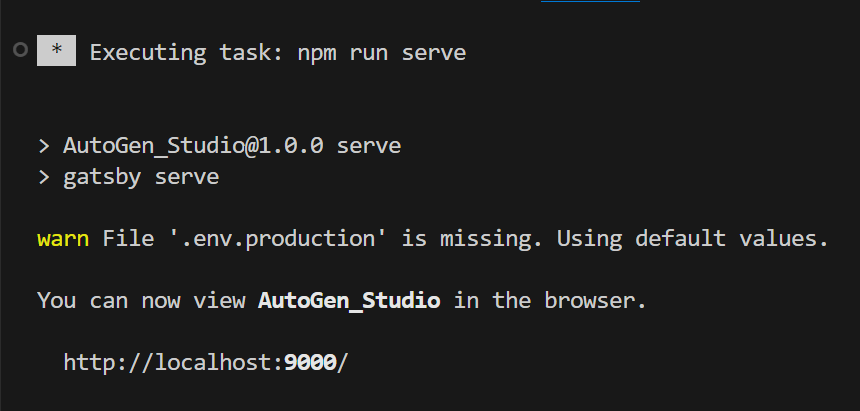 * Executing task: npm run serve
> AutoGen_Studio@1.0.0 serve
> gatsby serve
warn File '.env.production' is missing. Using default values.
You can now view AutoGen_Studio in the browser.
http://localhost:9000/